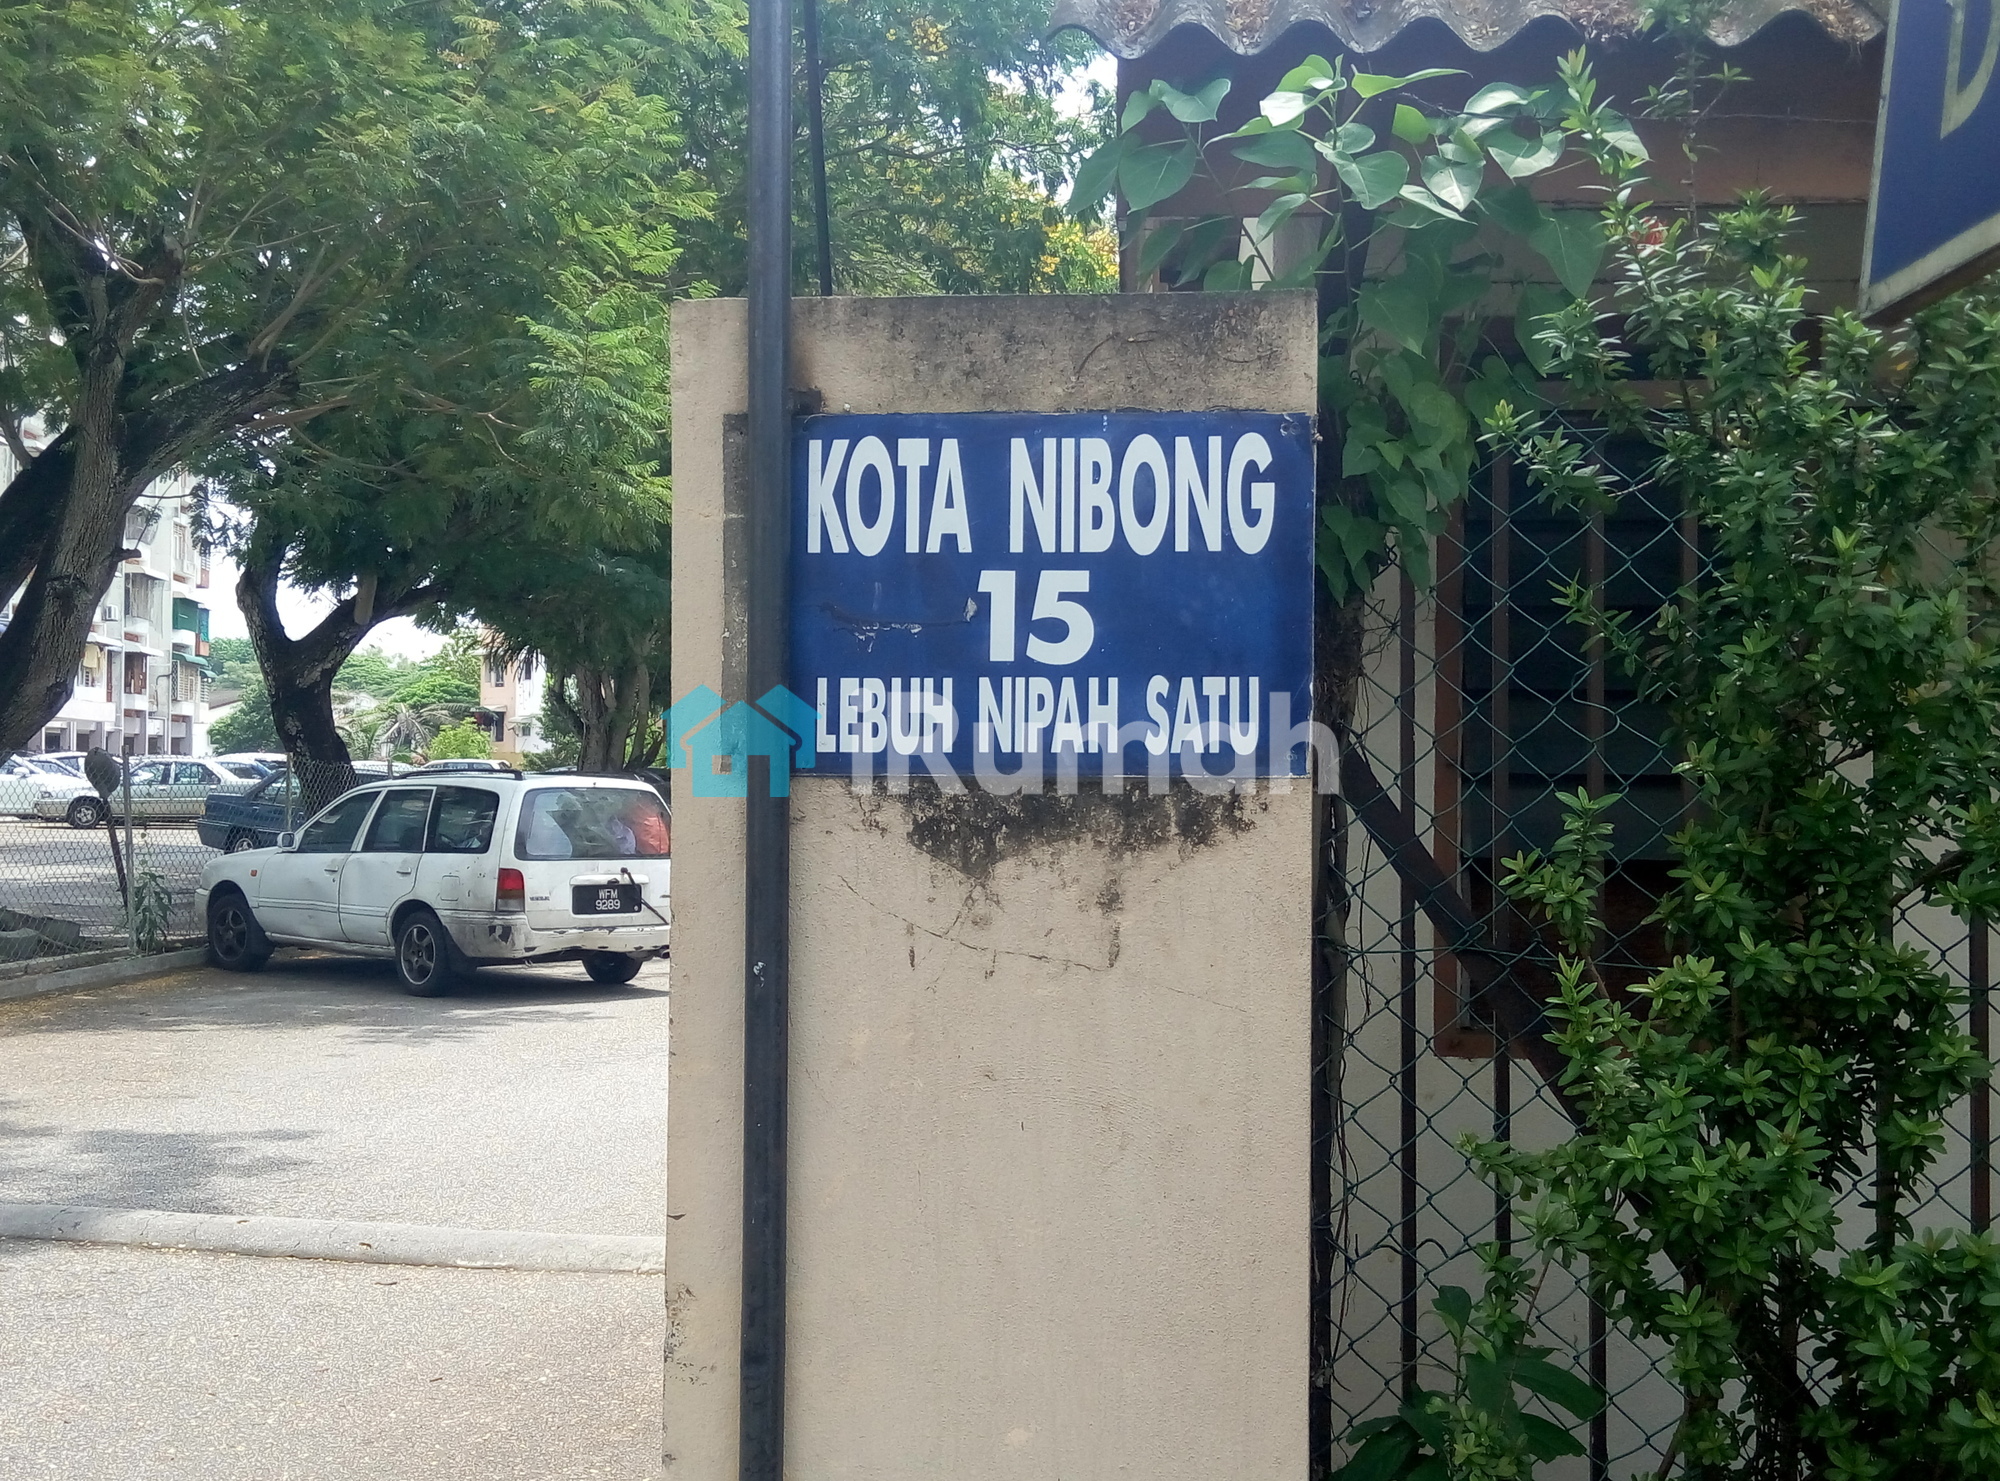 KOTA NIBONG
15
LEBUH NIPAH SATU
iRumah
WFM
9289
D